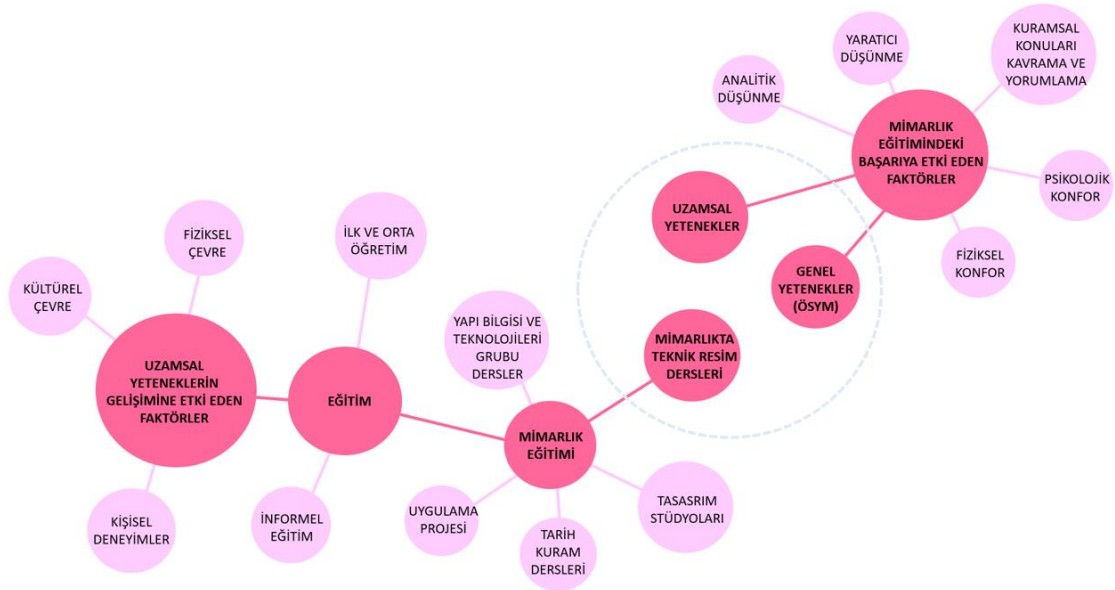 KURAMSAL
KONULARI
KAVRAMA VE
YORUMLAMA
YARATICI
DÜŞÜNME
ANALİTİK
DÜŞÜNME
MİMARLIK
EĞİTİMİNDEKİ
BAŞARIYA ETKİ EDEN
FAKTÖRLER
PSİKOLOJİK
KONFOR
FİZİKSEL
KONFOR
UZAMSAL
YETENEKLER
GENEL
YETENEKLER
(ÖSYM)
MİMARLIKTA
TEKNİK RESİM
DERSLERİ
FİZİKSEL
ÇEVRE
İLK VE ORTA
ÖĞRETİM
KÜLTÜREL
ÇEVRE
YAPI BİLGİSİ VE
TEKNOLOJİLERİ
GRUBU
DERSLER
UZAMSAL
YETENEKLERİN
GELİŞİMİNE ETKİ EDEN
FAKTÖRLER
EĞİTİM
MİMARLIK
EĞİTİMİ
KİŞİSEL
DENEYİMLER
İNFORMEL
EĞİTİM
UYGULAMA
PROJESİ
TARİH
KURAM
DERSLERİ
TASASRIM
STÜDYOLARI